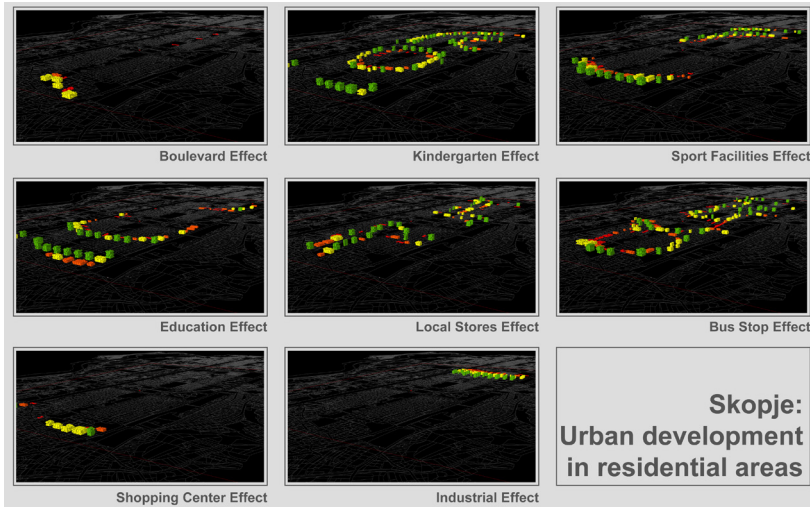 Boulevard Effect
Kindergarten Effect
Sport Facilities Effect
Education Effect
Local Stores Effect
Bus Stop Effect
Shopping Center Effect
Industrial Effect
Skopje:
Urban development
in residential areas